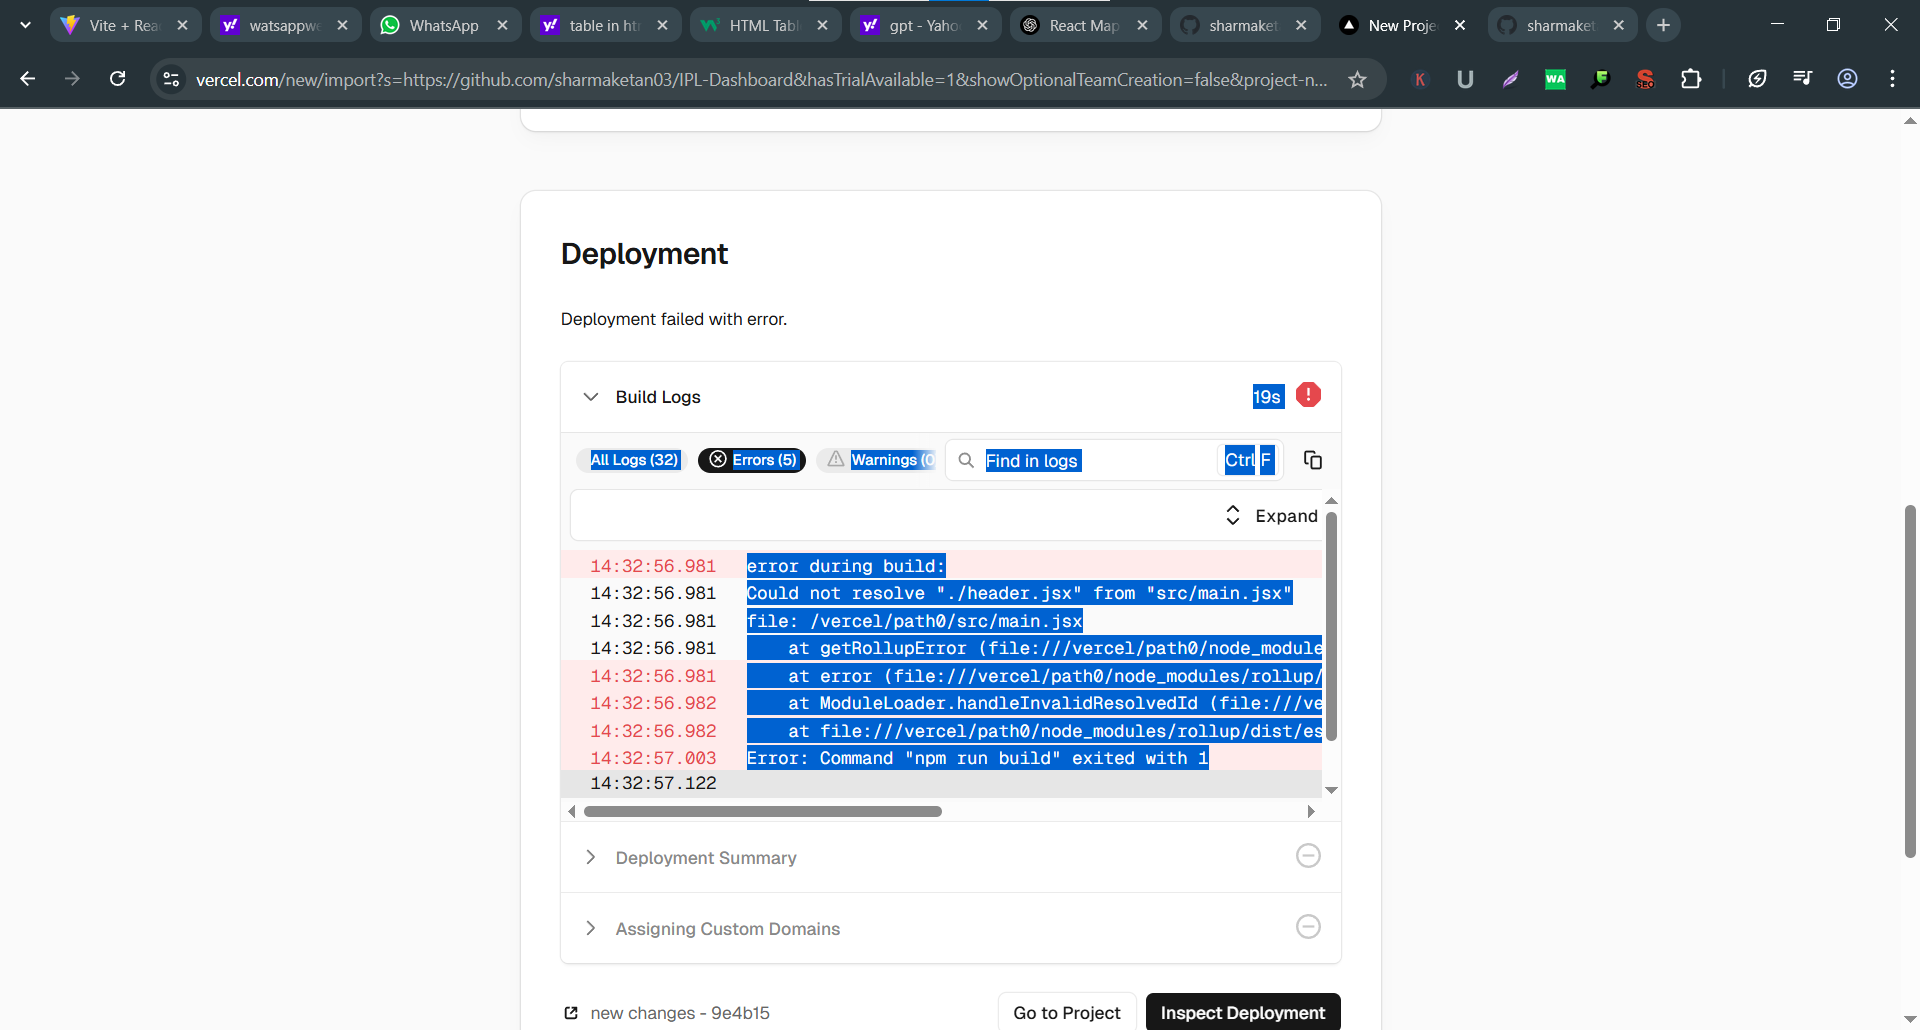 Vite + Rea
watsappwe
WhatsApp
table in ht
HTML Tab
gpt - Yaho
React Map
sharmaket
New Proje
sharmaket
vercel.com/new/import?s=https://github.com/sharmaketan03/IPL-Dashboard&hasTrialAvailable=1&showOptionalTeamCreation=false&project-n...
K
U
WA
F
SEO
Deployment
Deployment failed with error.
Build Logs
19s
All Logs (32)
Errors (5)
Warnings (0
Find in logs
Ctrl F
Expand
14:32:56.981 error during build:
14:32:56.981 Could not resolve "./header.jsx" from "src/main.jsx"
14:32:56.981 file: /vercel/path0/src/main.jsx
14:32:56.981 at getRollupError (file:///vercel/path0/node_module
14:32:56.981 at error (file:///vercel/path0/node_modules/rollup/
14:32:56.982 at ModuleLoader.handleInvalidResolvedId (file:///ve
14:32:56.982 at file:///vercel/path0/node_modules/rollup/dist/es
14:32:57.003 Error: Command "npm run build" exited with 1
14:32:57.122
Deployment Summary
Assigning Custom Domains
new changes - 9e4b15
Go to Project
Inspect Deployment